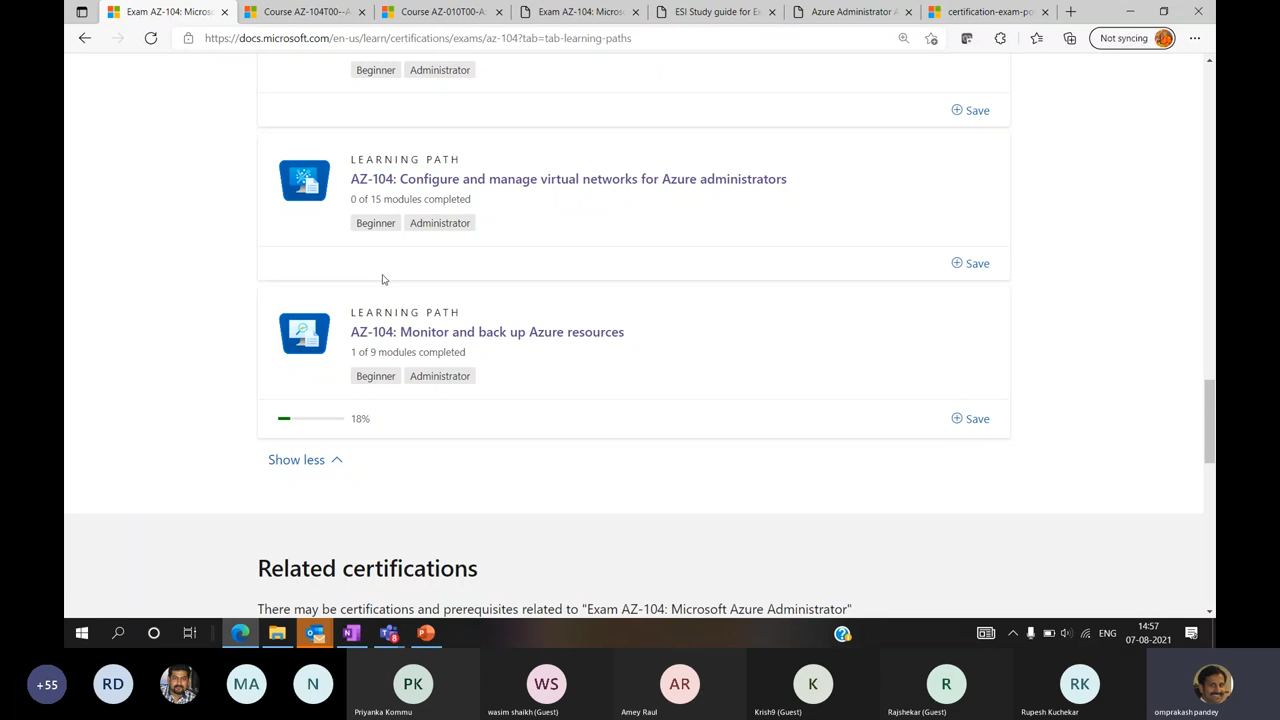 Exam AZ-104: Microsc
Course AZ-104T00--A
Course AZ-010T00-A:
Exam AZ-104: Microsc
ESI Study guide for Ex
Azure Administrator A
certification-exam-po
https://docs.microsoft.com/en-us/learn/certifications/exams/az-104?tab=tab-learning-paths
Not syncing
Beginner Administrator
Save
LEARNING PATH
AZ-104: Configure and manage virtual networks for Azure administrators
0 of 15 modules completed
Beginner Administrator
Save
LEARNING PATH
AZ-104: Monitor and back up Azure resources
1 of 9 modules completed
Beginner Administrator
18%
Save
Show less
Related certifications
There may be certifications and prerequisites related to "Exam AZ-104: Microsoft Azure Administrator"
8
ENG
14:57
07-08-2021
+55
RD
MA
N
PK
WS
AR
K
R
RK
Priyanka Kommu
wasim shaikh (Guest)
Amey Raul
Krish9 (Guest)
Rajshekar (Guest)
Rupesh Kuchekar
omprakash pandey